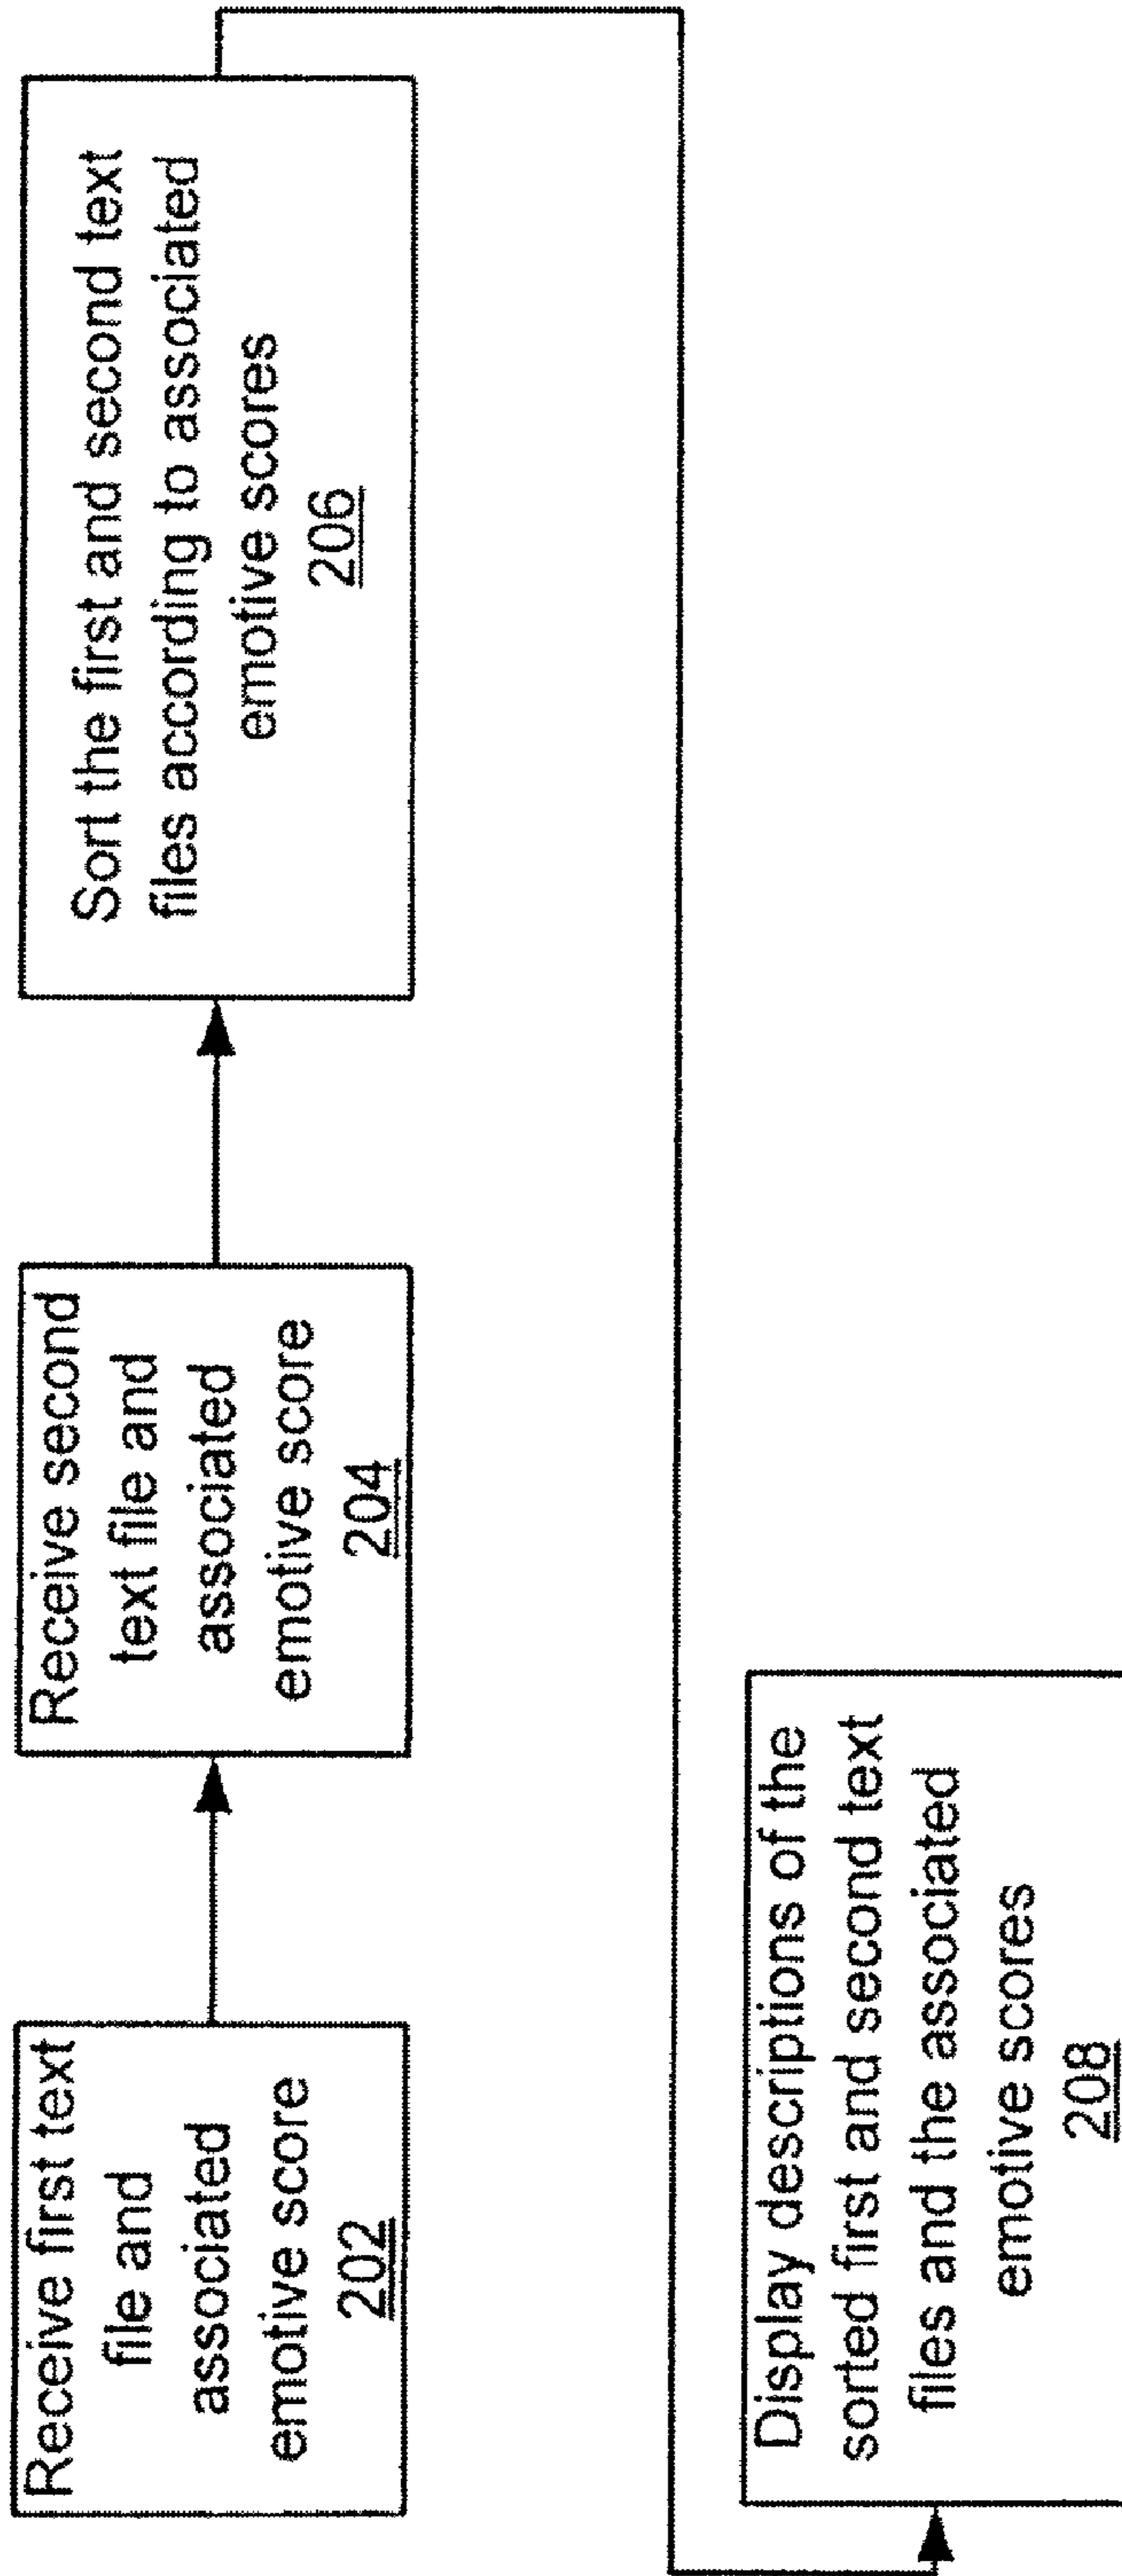 Receive first text
file and
associated
emotive score
202
Receive second
text file and
associated
emotive score
204
Sort the first and second text
files according to associated
emotive scores
206
Display descriptions of the
sorted first and second text
files and the associated
emotive scores
208